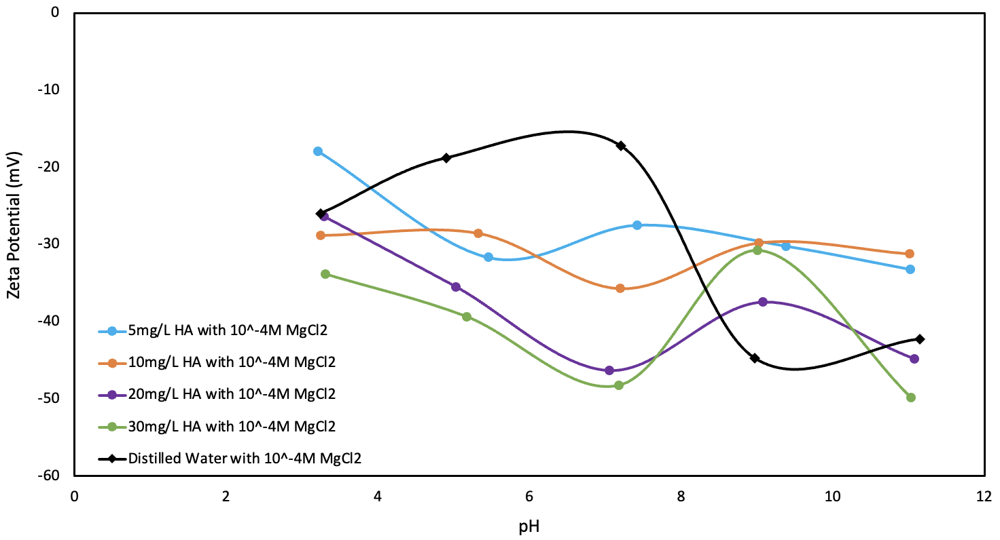 0
-10
-20
-30
-40
-50
-60
Zeta Potential (mV)
5mg/L HA with 10^-4M MgCl2
10mg/L HA with 10^-4M MgCl2
20mg/L HA with 10^-4M MgCl2
30mg/L HA with 10^-4M MgCl2
Distilled Water with 10^-4M MgCl2
0 2 4 6 8 10 12
pH